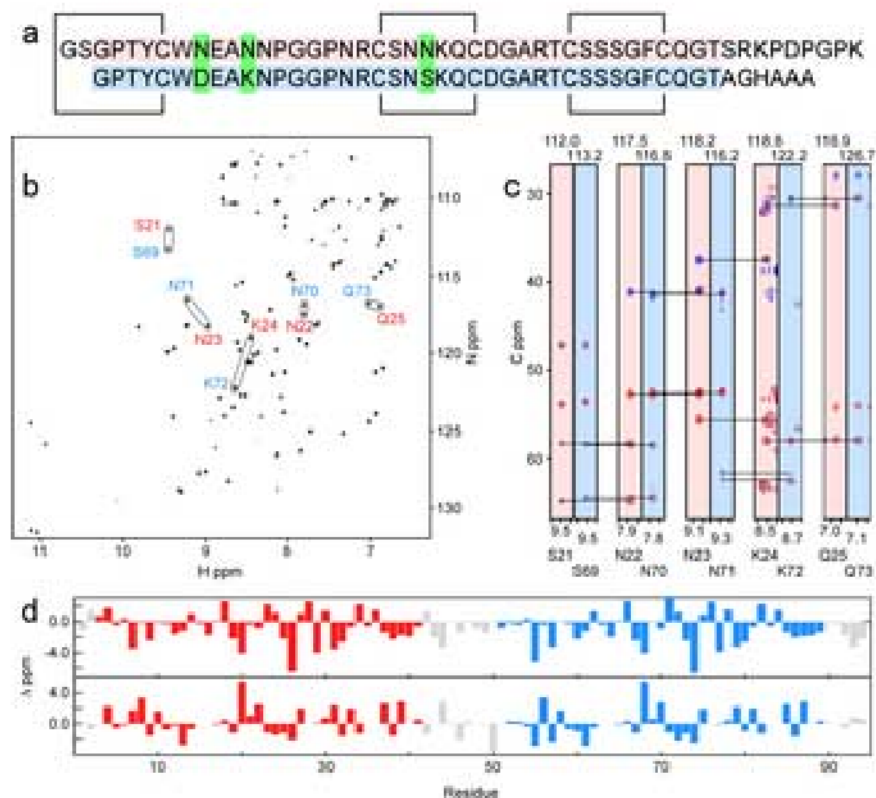 a
GSGPTYCWNEANNPGGPNRCSNNKQCDGARTCSSSGFCQGTSRKPDPGPK
GPTYCWDEAKNPGGPNRCSNSKQCDGARTCSSSGFCQGTAGHAAA
b
S21
S69
N71
N23
K24
K72
N70
N22
Q73
Q25
110
115
120
125
130
N ppm
11 10 9 8 7
H ppm
c
112.0 117.5 118.2 118.8 116.9
113.2 116.8 116.2 122.2 126.7
30
40
50
60
C ppm
9.5 7.9 9.1 8.5 7.0
9.5 7.8 9.3 8.7 7.1
S21 N22 N23 K24 Q25
S69 N70 N71 K72 Q73
d
0.0
-4.0
4.0
0.0
Δ ppm
10 30 50 70 90
Residue